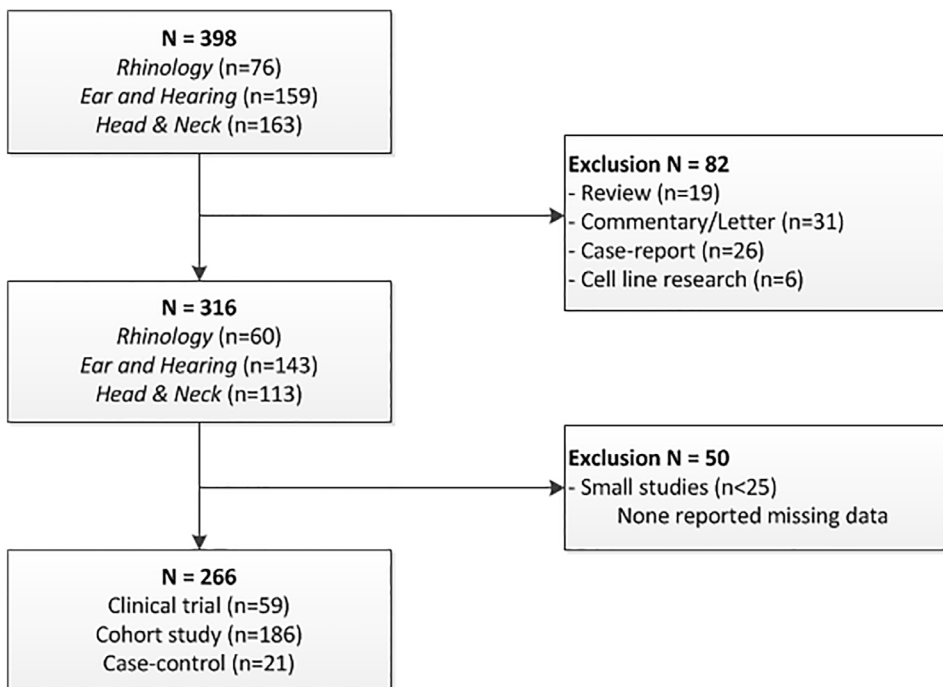 N = 398
Rhinology (n=76)
Ear and Hearing (n=159)
Head & Neck (n=163)
Exclusion N = 82
- Review (n=19)
- Commentary/Letter (n=31)
- Case-report (n=26)
- Cell line research (n=6)
N = 316
Rhinology (n=60)
Ear and Hearing (n=143)
Head & Neck (n=113)
Exclusion N = 50
- Small studies (n<25)
None reported missing data
N = 266
Clinical trial (n=59)
Cohort study (n=186)
Case-control (n=21)